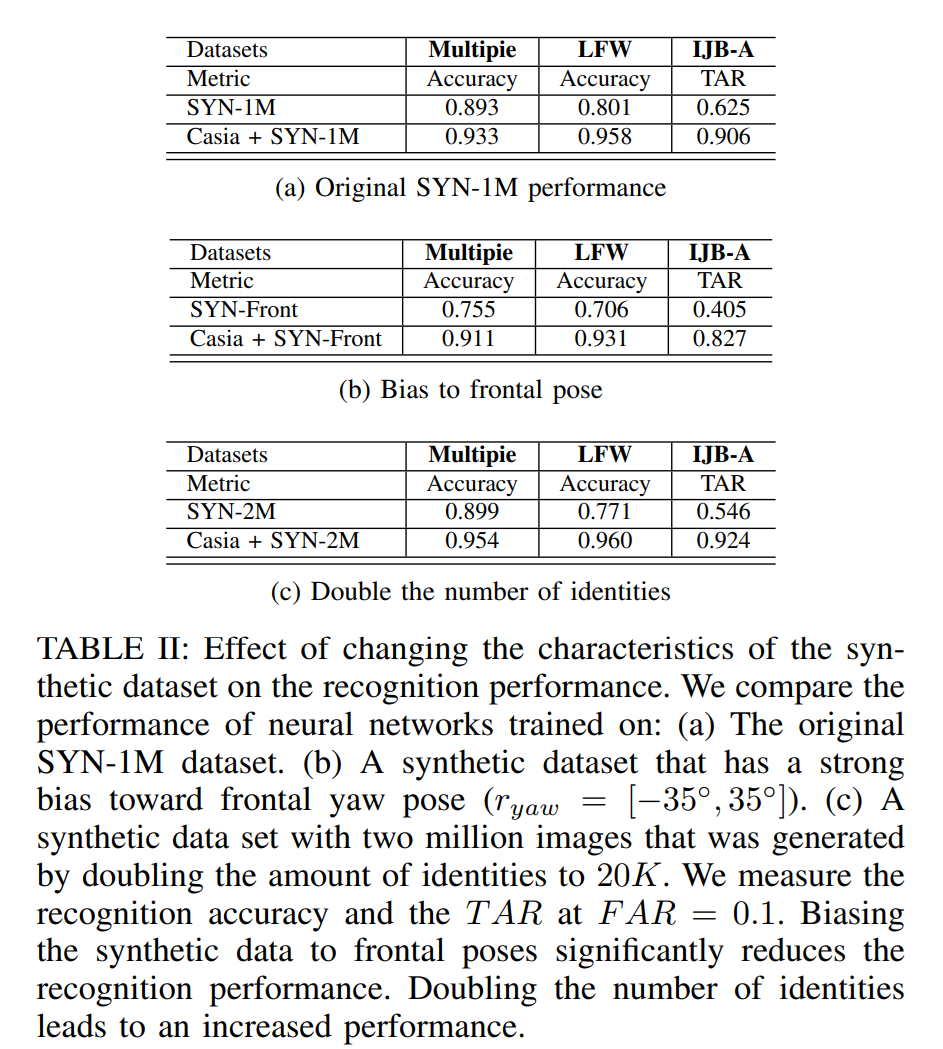 Datasets Multipie LFW IJB-A
Metric Accuracy Accuracy TAR
SYN-1M 0.893 0.801 0.625
Casia + SYN-1M 0.933 0.958 0.906
(a) Original SYN-1M performance
Datasets Multipie LFW IJB-A
Metric Accuracy Accuracy TAR
SYN-Front 0.755 0.706 0.405
Casia + SYN-Front 0.911 0.931 0.827
(b) Bias to frontal pose
Datasets Multipie LFW IJB-A
Metric Accuracy Accuracy TAR
SYN-2M 0.899 0.771 0.546
Casia + SYN-2M 0.954 0.960 0.924
(c) Double the number of identities
TABLE II: Effect of changing the characteristics of the syn-
thetic dataset on the recognition performance. We compare the
performance of neural networks trained on: (a) The original
SYN-1M dataset. (b) A synthetic dataset that has a strong
bias toward frontal yaw pose (r_yaw = [−35°, 35°]). (c) A
synthetic data set with two million images that was generated
by doubling the amount of identities to 20K. We measure the
recognition accuracy and the TAR at FAR = 0.1. Biasing
the synthetic data to frontal poses significantly reduces the
recognition performance. Doubling the number of identities
leads to an increased performance.